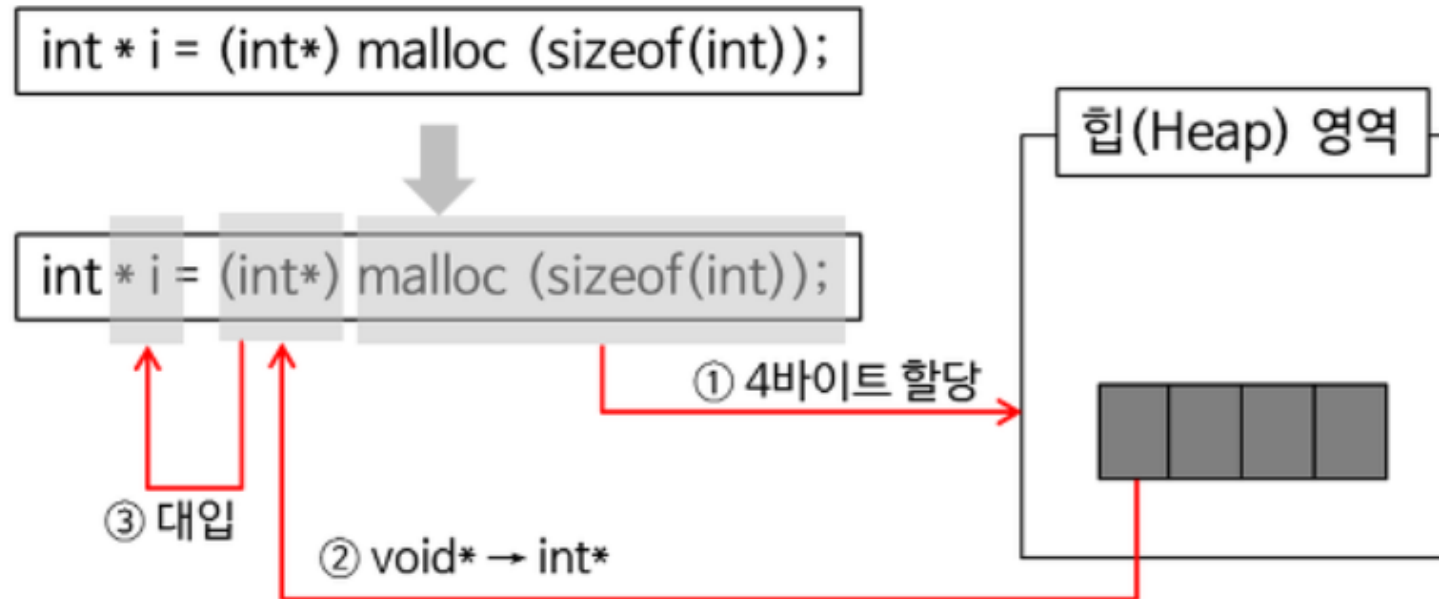 int * i = (int*) malloc (sizeof(int));
힙(Heap) 영역
int * i = (int*) malloc (sizeof(int));
① 4바이트 할당
③ 대입
② void* → int*